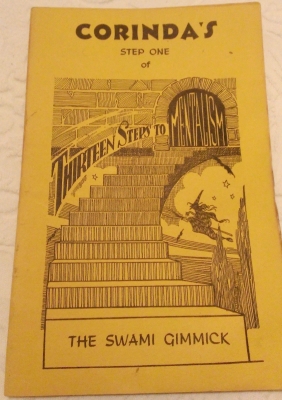 CORINDA'S
STEP ONE
of
THIRTEEN STEPS TO
MENTALISM
THE SWAMI GIMMICK